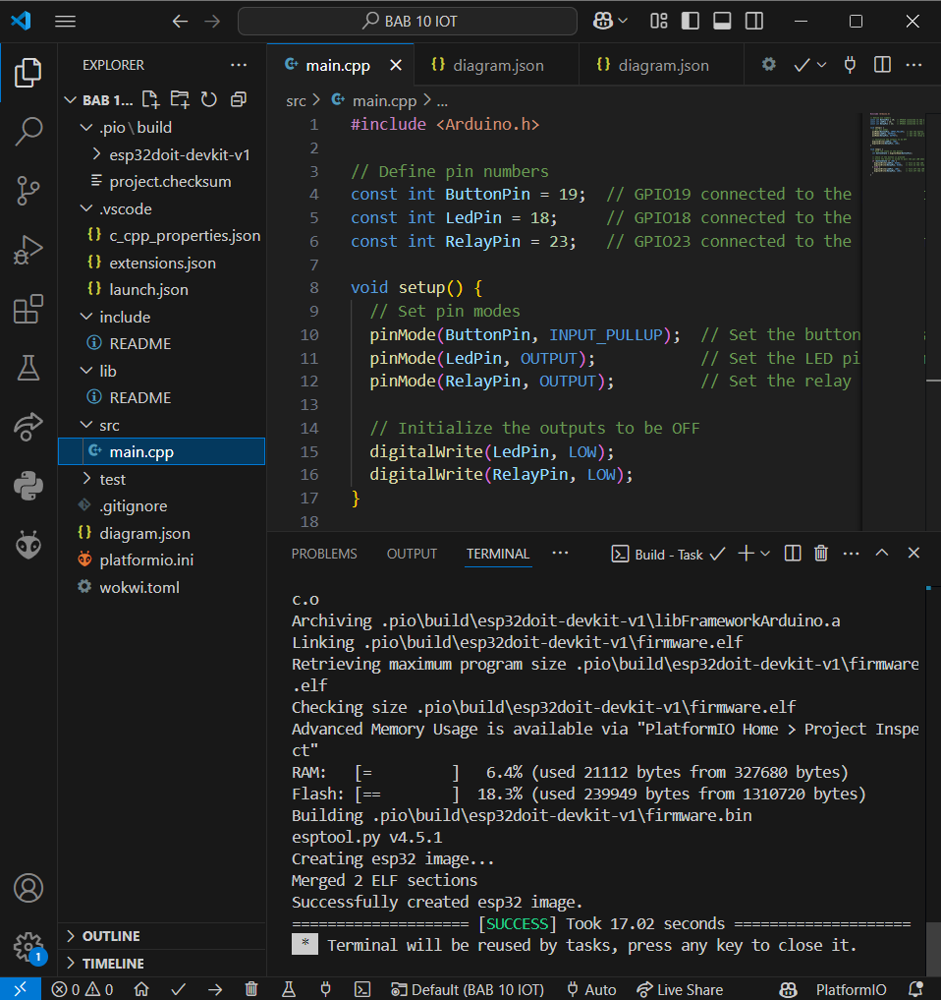 BAB 10 IOT
EXPLORER
BAB 1...
.pio\build
esp32doit-devkit-v1
project.checksum
.vscode
c_cpp_properties.json
extensions.json
launch.json
include
README
lib
README
src
main.cpp
test
.gitignore
diagram.json
platformio.ini
wokwi.toml
OUTLINE
TIMELINE
main.cpp
diagram.json
diagram.json
src > main.cpp > ...
1 #include <Arduino.h>
2
3 // Define pin numbers
4 const int ButtonPin = 19;  // GPIO19 connected to the
5 const int LedPin = 18;     // GPIO18 connected to the
6 const int RelayPin = 23;   // GPIO23 connected to the
7
8 void setup() {
9   // Set pin modes
10   pinMode(ButtonPin, INPUT_PULLUP);  // Set the button
11   pinMode(LedPin, OUTPUT);           // Set the LED pi
12   pinMode(RelayPin, OUTPUT);         // Set the relay
13
14   // Initialize the outputs to be OFF
15   digitalWrite(LedPin, LOW);
16   digitalWrite(RelayPin, LOW);
17 }
18
PROBLEMS OUTPUT TERMINAL ... Build - Task
c.o
Archiving .pio\build\esp32doit-devkit-v1\libFrameworkArduino.a
Linking .pio\build\esp32doit-devkit-v1\firmware.elf
Retrieving maximum program size .pio\build\esp32doit-devkit-v1\firmware
.elf
Checking size .pio\build\esp32doit-devkit-v1\firmware.elf
Advanced Memory Usage is available via "PlatformIO Home > Project Inspe
ct"
RAM:   [=         ]   6.4% (used 21112 bytes from 327680 bytes)
Flash: [==        ]  18.3% (used 239949 bytes from 1310720 bytes)
Building .pio\build\esp32doit-devkit-v1\firmware.bin
esptool.py v4.5.1
Creating esp32 image...
Merged 2 ELF sections
Successfully created esp32 image.
==================== [SUCCESS] Took 17.02 seconds ====================
* Terminal will be reused by tasks, press any key to close it.
1
0 0 Default (BAB 10 IOT) Auto Live Share PlatformIO